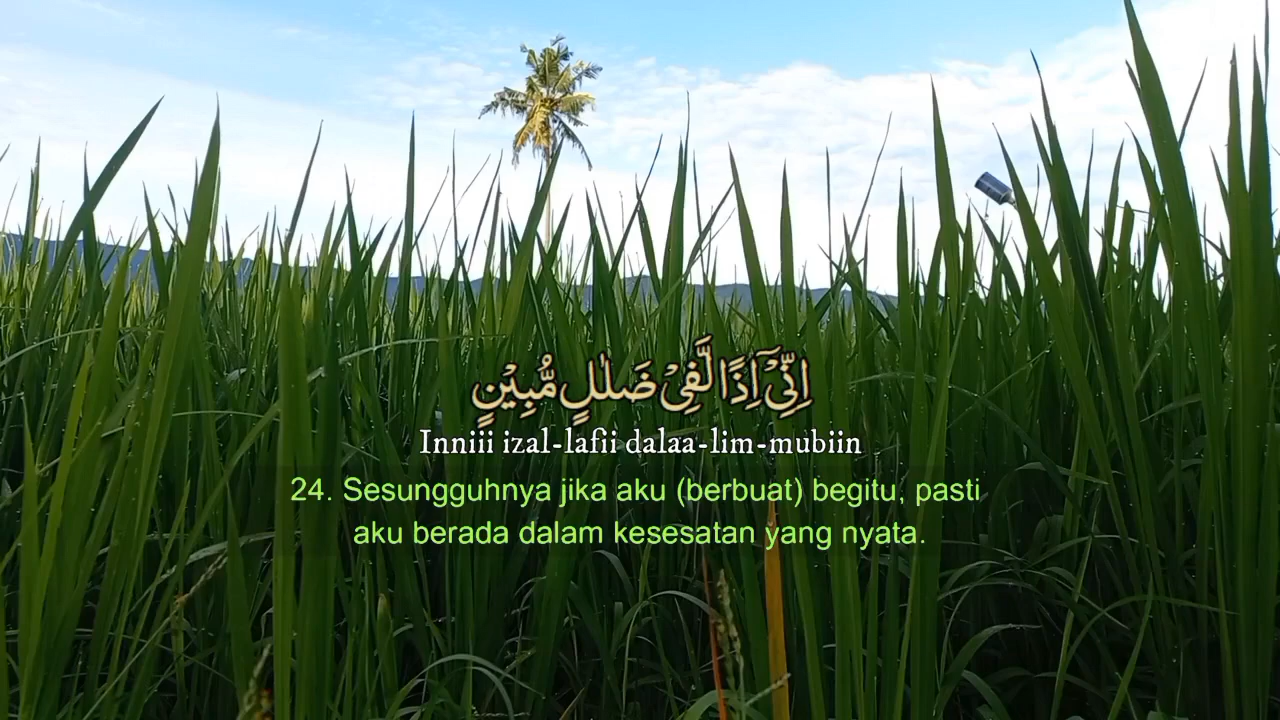 اِنِّيْٓ اِذًا لَّفِيْ ضَلٰلٍ مُّبِيْنٍ
Inniii izal-lafii dalaa-lim-mubiin
24. Sesungguhnya jika aku (berbuat) begitu, pasti
aku berada dalam kesesatan yang nyata.